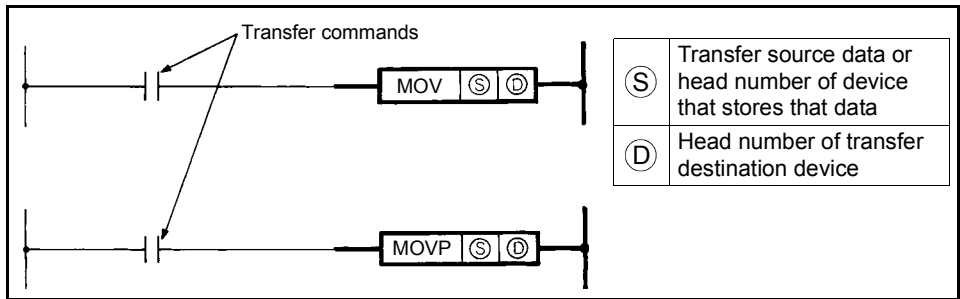 Transfer commands
MOV Ⓢ Ⓓ
MOVP Ⓢ Ⓓ
Ⓢ Transfer source data or
head number of device
that stores that data
Ⓓ Head number of transfer
destination device